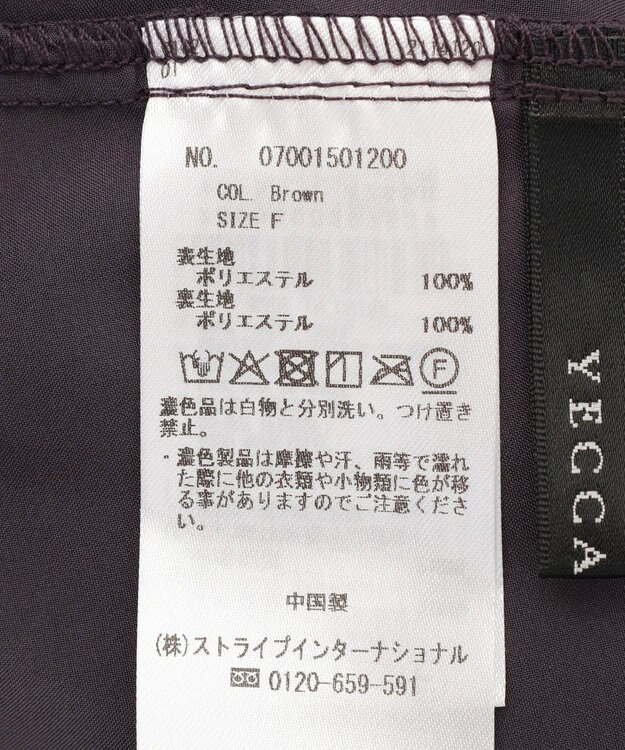 NO. 07001501200
COL. Brown
SIZE F
表生地
ポリエステル 100%
裏生地
ポリエステル 100%
F
濃色品は白物と分別洗い。つけ置き
禁止。
・濃色製品は摩擦や汗、雨等で濡れ
た際に他の衣類や小物類に色が移
る事がありますのでご注意くださ
い。
中国製
(株)ストライプインターナショナル
0120-659-591
YECCA